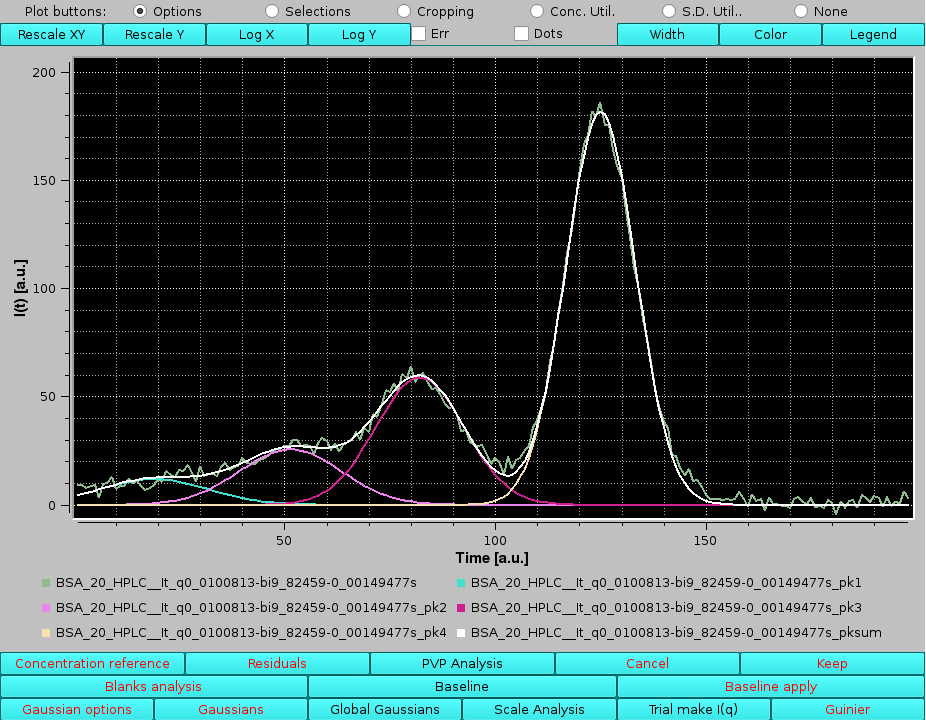 Plot buttons: Options Selections Cropping Conc. Util. S.D. Util.. None
Rescale XY Rescale Y Log X Log Y Err Dots Width Color Legend
200
150
100
50
0
I(t) [a.u.]
50 100 150
Time [a.u.]
BSA_20_HPLC__It_q0_0100813-bi9_82459-0_00149477s BSA_20_HPLC__It_q0_0100813-bi9_82459-0_00149477s_pk1
BSA_20_HPLC__It_q0_0100813-bi9_82459-0_00149477s_pk2 BSA_20_HPLC__It_q0_0100813-bi9_82459-0_00149477s_pk3
BSA_20_HPLC__It_q0_0100813-bi9_82459-0_00149477s_pk4 BSA_20_HPLC__It_q0_0100813-bi9_82459-0_00149477s_pksum
Concentration reference Residuals PVP Analysis Cancel Keep
Blanks analysis Baseline Baseline apply
Gaussian options Gaussians Global Gaussians Scale Analysis Trial make I(q) Guinier